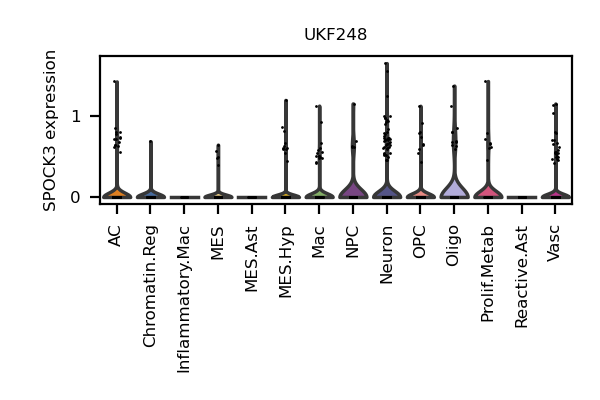 UKF248
SPOCK3 expression
1
0
AC
Chromatin.Reg
Inflammatory.Mac
MES
MES.Ast
MES.Hyp
Mac
NPC
Neuron
OPC
Oligo
Prolif.Metab
Reactive.Ast
Vasc